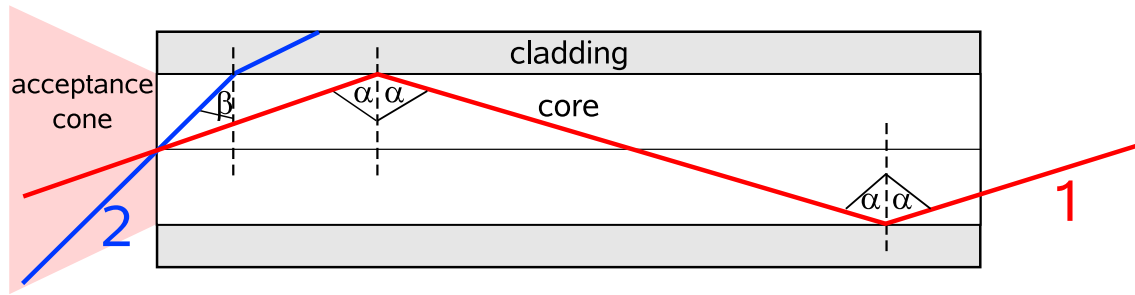 cladding
acceptance
cone
β
α α
core
α α
1
2